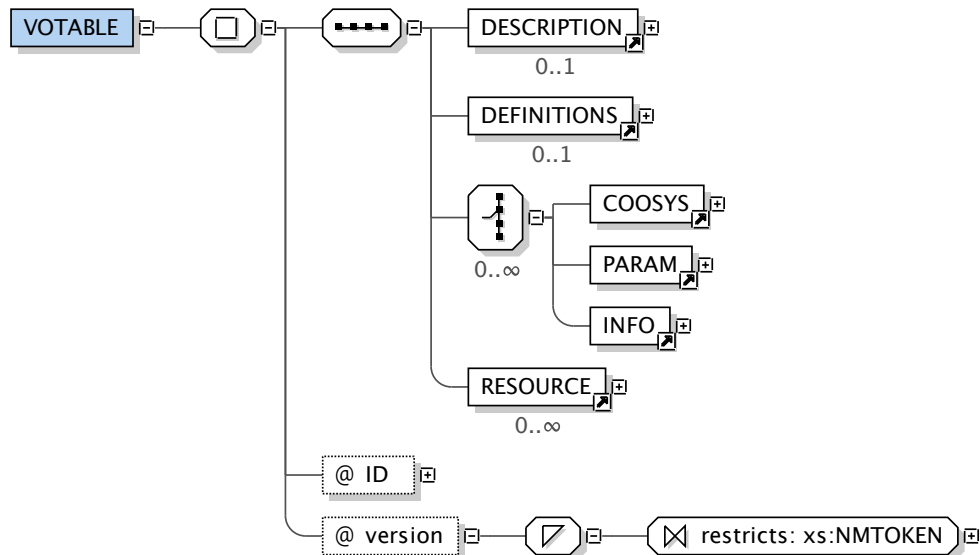 VOTABLE
DESCRIPTION
0..1
DEFINITIONS
0..1
0..∞
COOSYS
PARAM
INFO
RESOURCE
0..∞
@ ID
@ version
restricts: xs:NMTOKEN